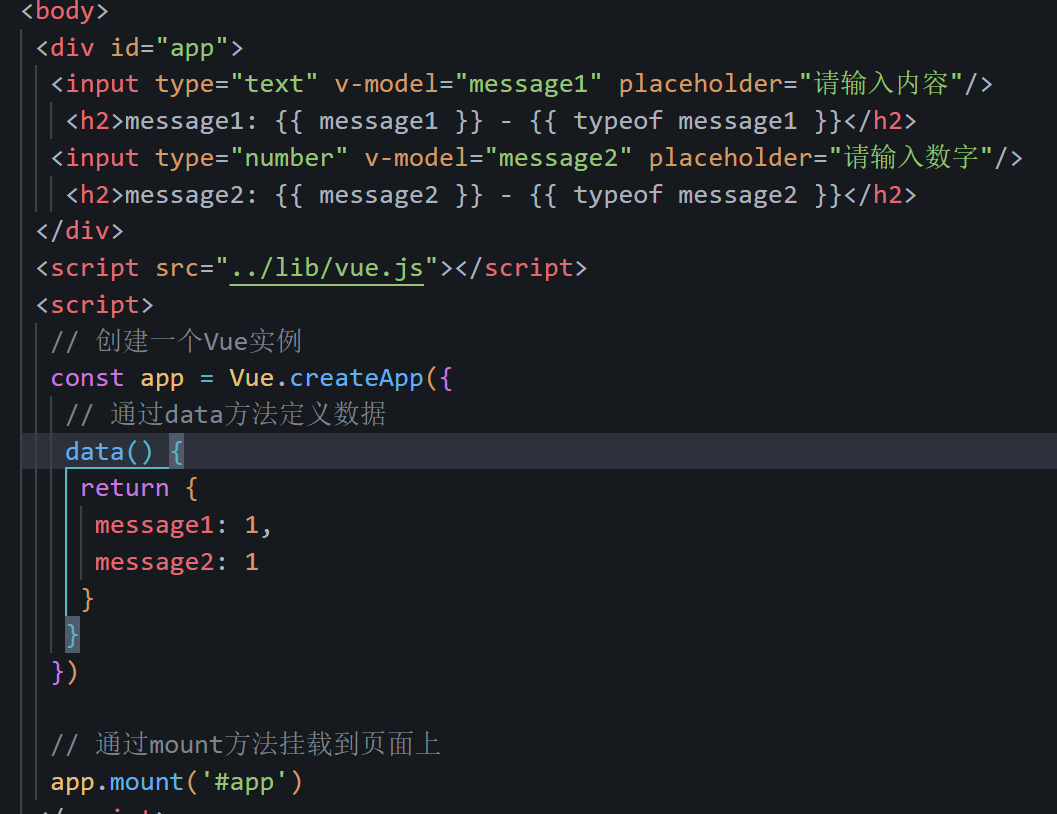 <body>
<div id="app">
<input type="text" v-model="message1" placeholder="请输入内容"/>
<h2>message1: {{ message1 }} - {{ typeof message1 }}</h2>
<input type="number" v-model="message2" placeholder="请输入数字"/>
<h2>message2: {{ message2 }} - {{ typeof message2 }}</h2>
</div>
<script src="../lib/vue.js"></script>
<script>
// 创建一个Vue实例
const app = Vue.createApp({
// 通过data方法定义数据
data() {
return {
message1: 1,
message2: 1
}
}
})
// 通过mount方法挂载到页面上
app.mount('#app')